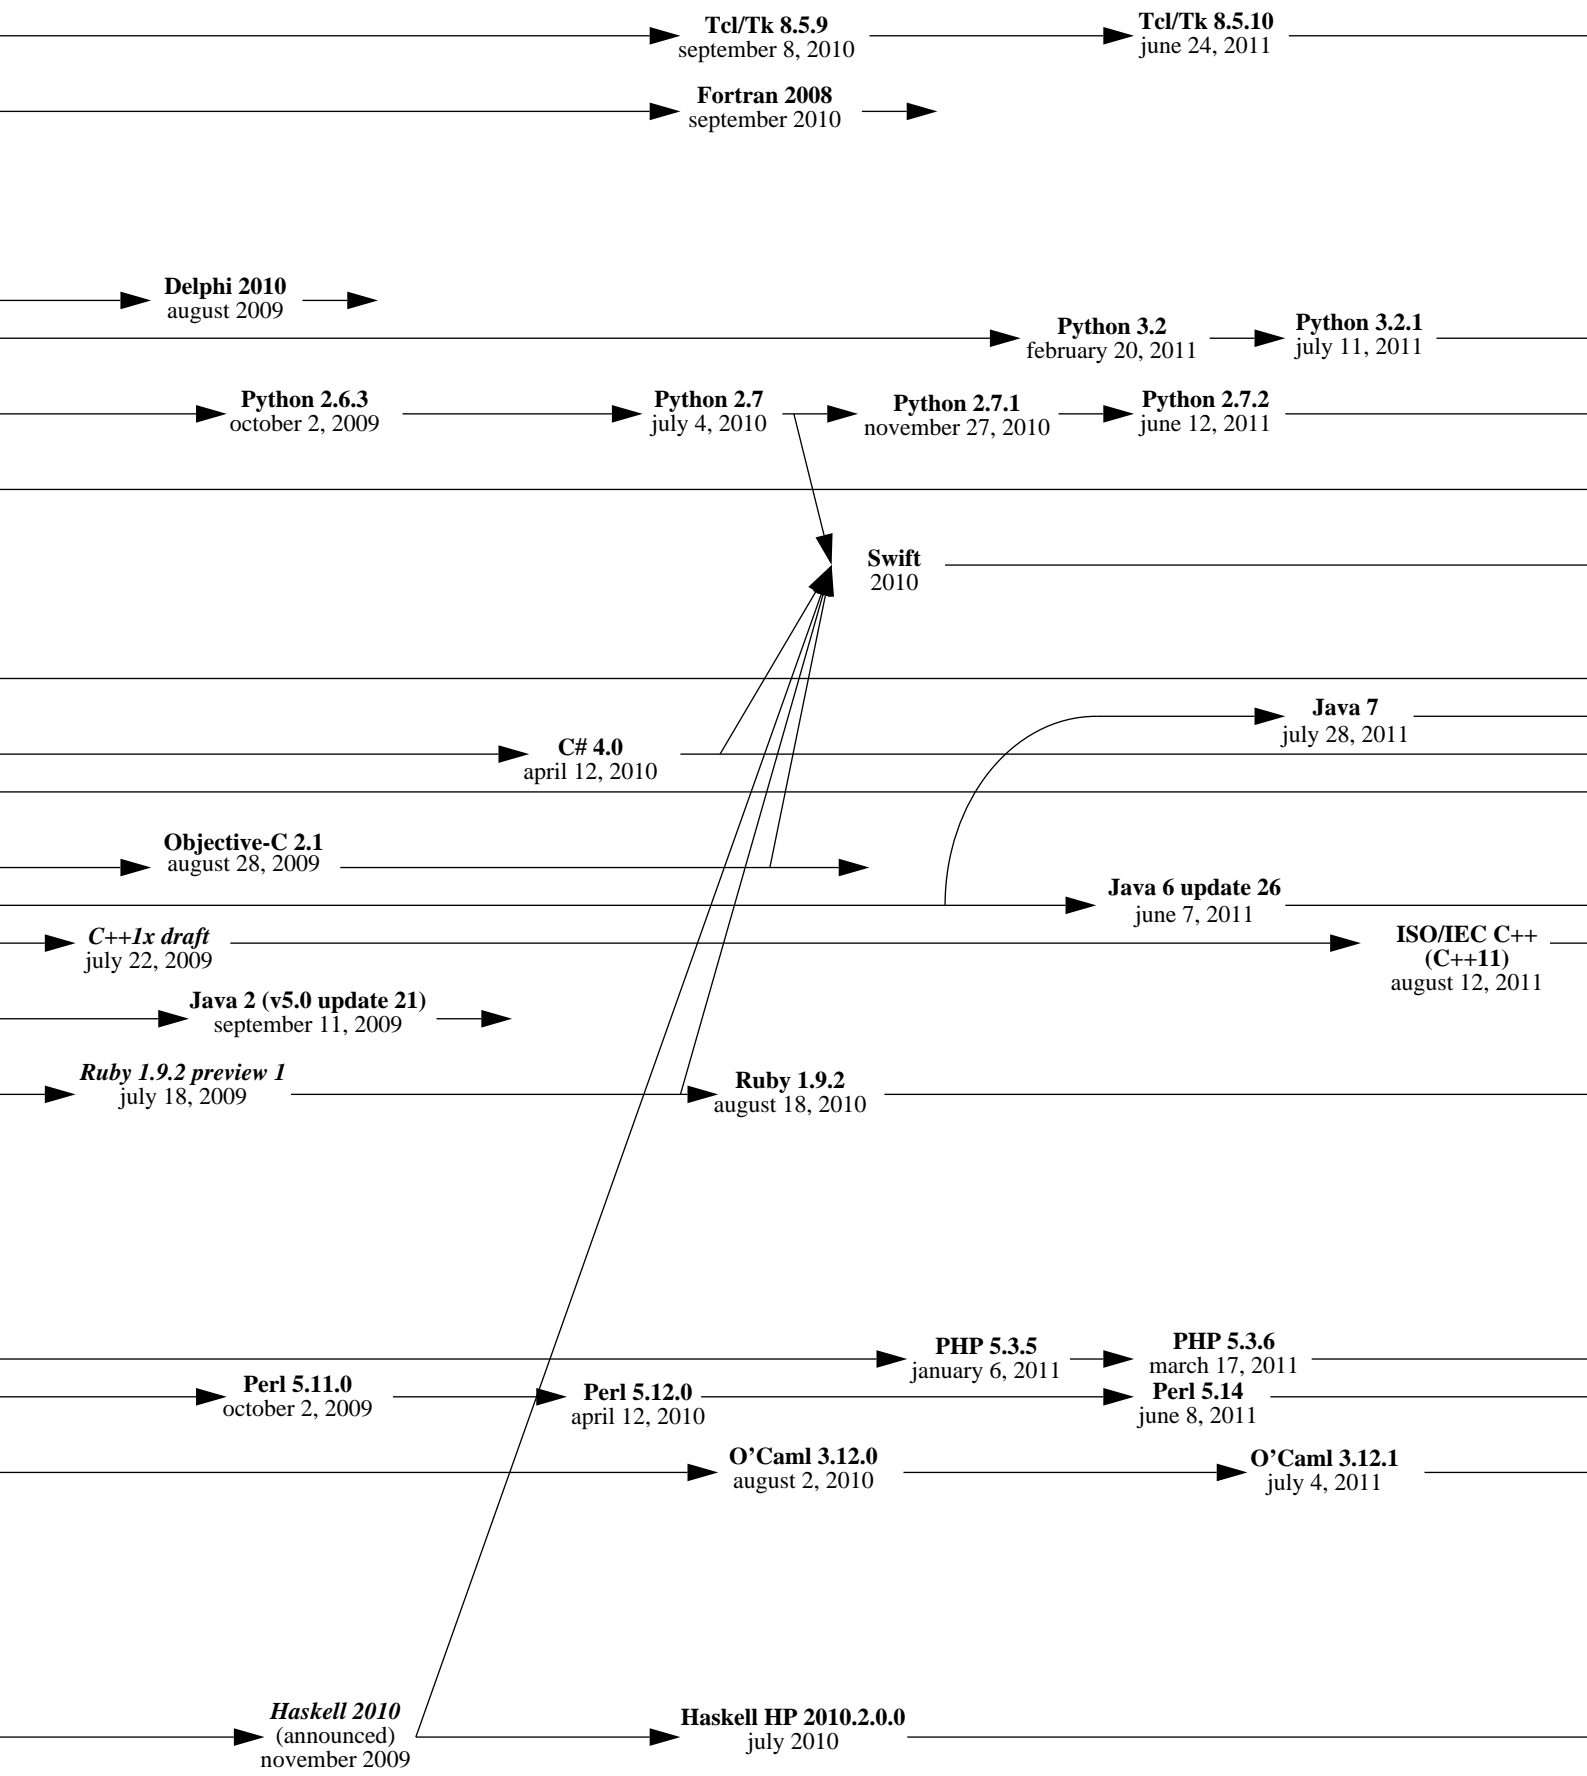 Tcl/Tk 8.5.9
september 8, 2010
Tcl/Tk 8.5.10
june 24, 2011
Fortran 2008
september 2010
Delphi 2010
august 2009
Python 3.2
february 20, 2011
Python 3.2.1
july 11, 2011
Python 2.6.3
october 2, 2009
Python 2.7
july 4, 2010
Python 2.7.1
november 27, 2010
Python 2.7.2
june 12, 2011
Swift
2010
Java 7
july 28, 2011
C# 4.0
april 12, 2010
Objective-C 2.1
august 28, 2009
Java 6 update 26
june 7, 2011
C++1x draft
july 22, 2009
ISO/IEC C++
(C++11)
august 12, 2011
Java 2 (v5.0 update 21)
september 11, 2009
Ruby 1.9.2 preview 1
july 18, 2009
Ruby 1.9.2
august 18, 2010
PHP 5.3.5
january 6, 2011
PHP 5.3.6
march 17, 2011
Perl 5.11.0
october 2, 2009
Perl 5.12.0
april 12, 2010
Perl 5.14
june 8, 2011
O’Caml 3.12.0
august 2, 2010
O’Caml 3.12.1
july 4, 2011
Haskell 2010
(announced)
november 2009
Haskell HP 2010.2.0.0
july 2010